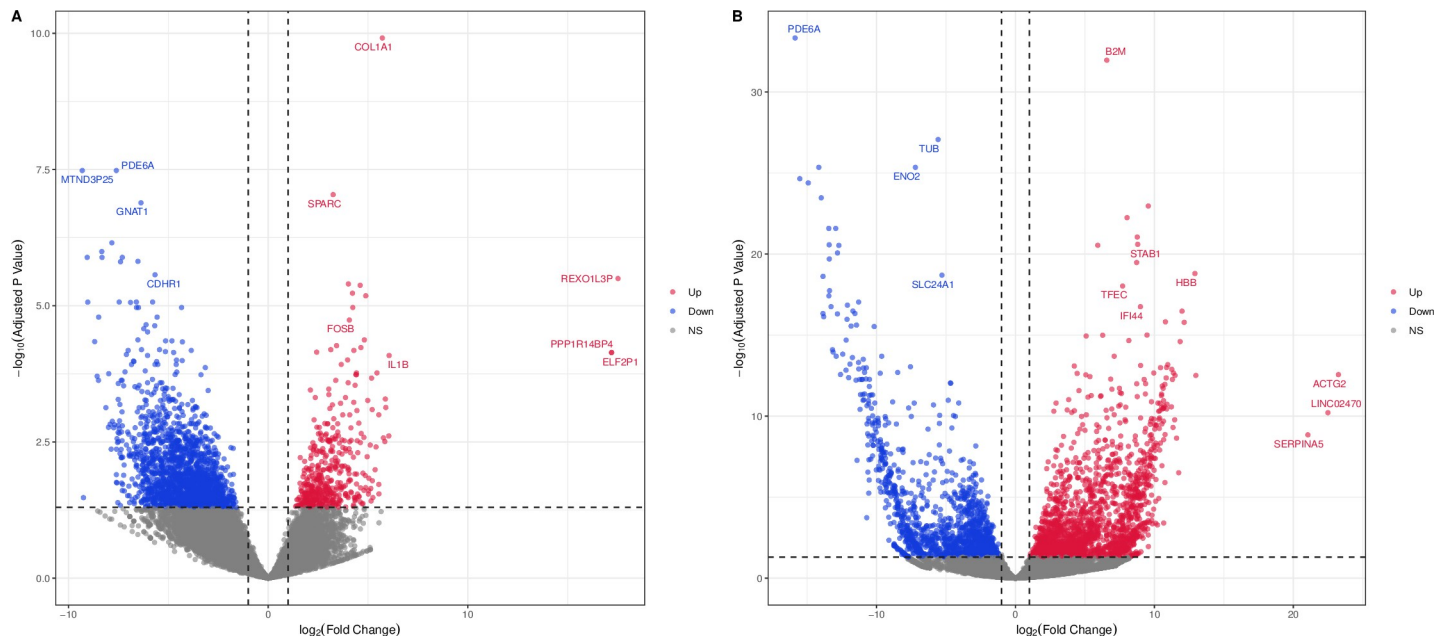 A
10.0
7.5
5.0
2.5
0.0
−log10(Adjusted P Value)
COL1A1
PDE6A
MTND3P25
GNAT1
SPARC
CDHR1
REXO1L3P
FOSB
PPP1R14BP4
IL1B
ELF2P1
−10
0
10
log2(Fold Change)
Up
Down
NS
B
30
20
10
0
−log10(Adjusted P Value)
PDE6A
B2M
TUB
ENO2
STAB1
SLC24A1
HBB
TFEC
IFI44
ACTG2
LINC02470
SERPINA5
−10
0
10
20
log2(Fold Change)
Up
Down
NS